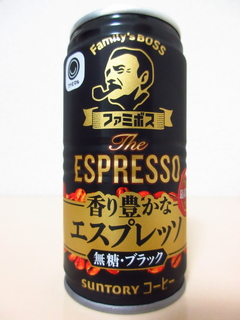 Family's BOSS
ファミボス
The
ESPRESSO
香り豊かな
エスプレッソ
無糖・ブラック
SUNTORY コーヒー